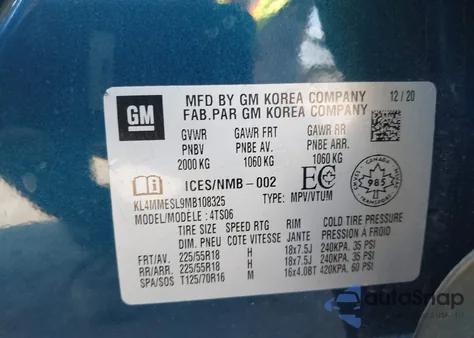 MFD BY GM KOREA COMPANY 12/20
FAB.PAR GM KOREA COMPANY
GM
GVWR GAWR FRT GAWR RR
PNBV PNBE AV. PNBE ARR.
2000 KG 1060 KG 1060 KG
ICES/NMB-002 EC CANADA 985
KL4MMESL9MB108325 TYPE: MPV/VTUM
MODEL/MODÈLE: 4TS06
TIRE SIZE SPEED RTG RIM COLD TIRE PRESSURE
PNEU DIM COTE VITESSE JANTE PRESSION À FROID
FRT/AV. 225/55R18 H 18x7.5J 240KPA. 35 PSI
RR/ARR. 225/55R18 H 18x7.5J 240KPA. 35 PSI
SPA/SOS T125/70R16 M 16x4.0BT 420KPA. 60 PSI
AutoSnap